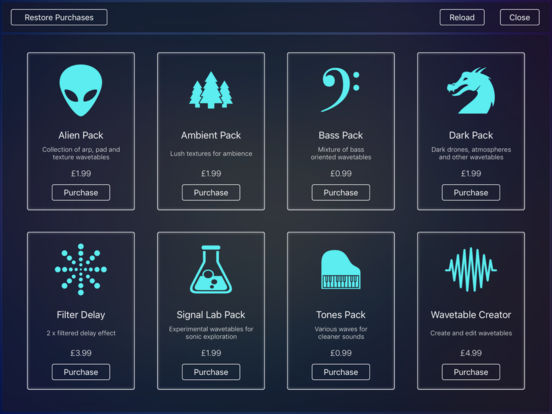 Restore Purchases
Reload
Close
Alien Pack
Collection of arp, pad and
texture wavetables
£1.99
Purchase
Ambient Pack
Lush textures for ambience
£1.99
Purchase
Bass Pack
Mixture of bass
oriented wavetables
£0.99
Purchase
Dark Pack
Dark drones, atmospheres
and other wavetables
£1.99
Purchase
Filter Delay
2 x filtered delay effect
£3.99
Purchase
Signal Lab Pack
Experimental wavetables for
sonic exploration
£1.99
Purchase
Tones Pack
Various waves for
cleaner sounds
£0.99
Purchase
Wavetable Creator
Create and edit wavetables
£4.99
Purchase